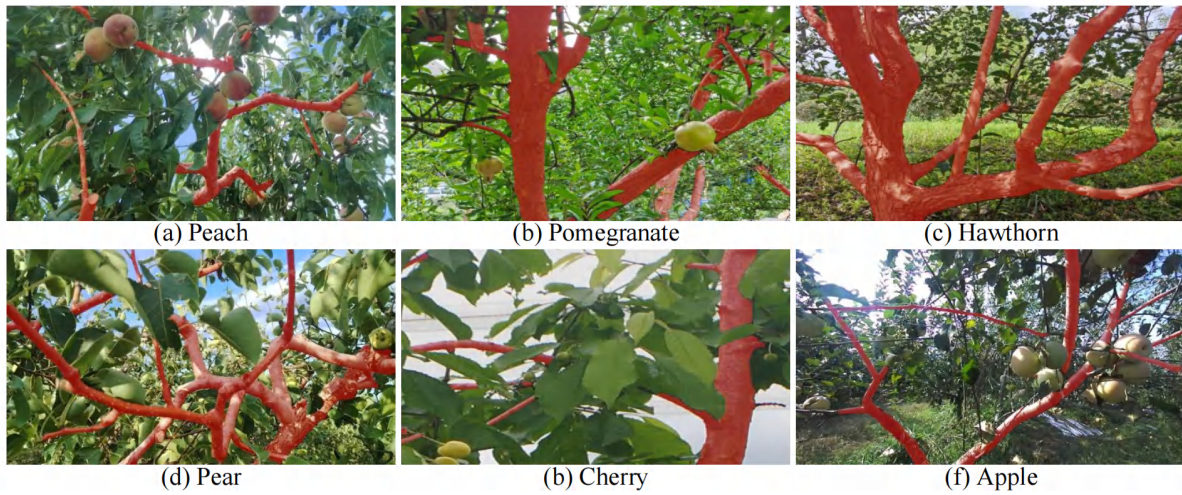 (a) Peach
(b) Pomegranate
(c) Hawthorn
(d) Pear
(b) Cherry
(f) Apple